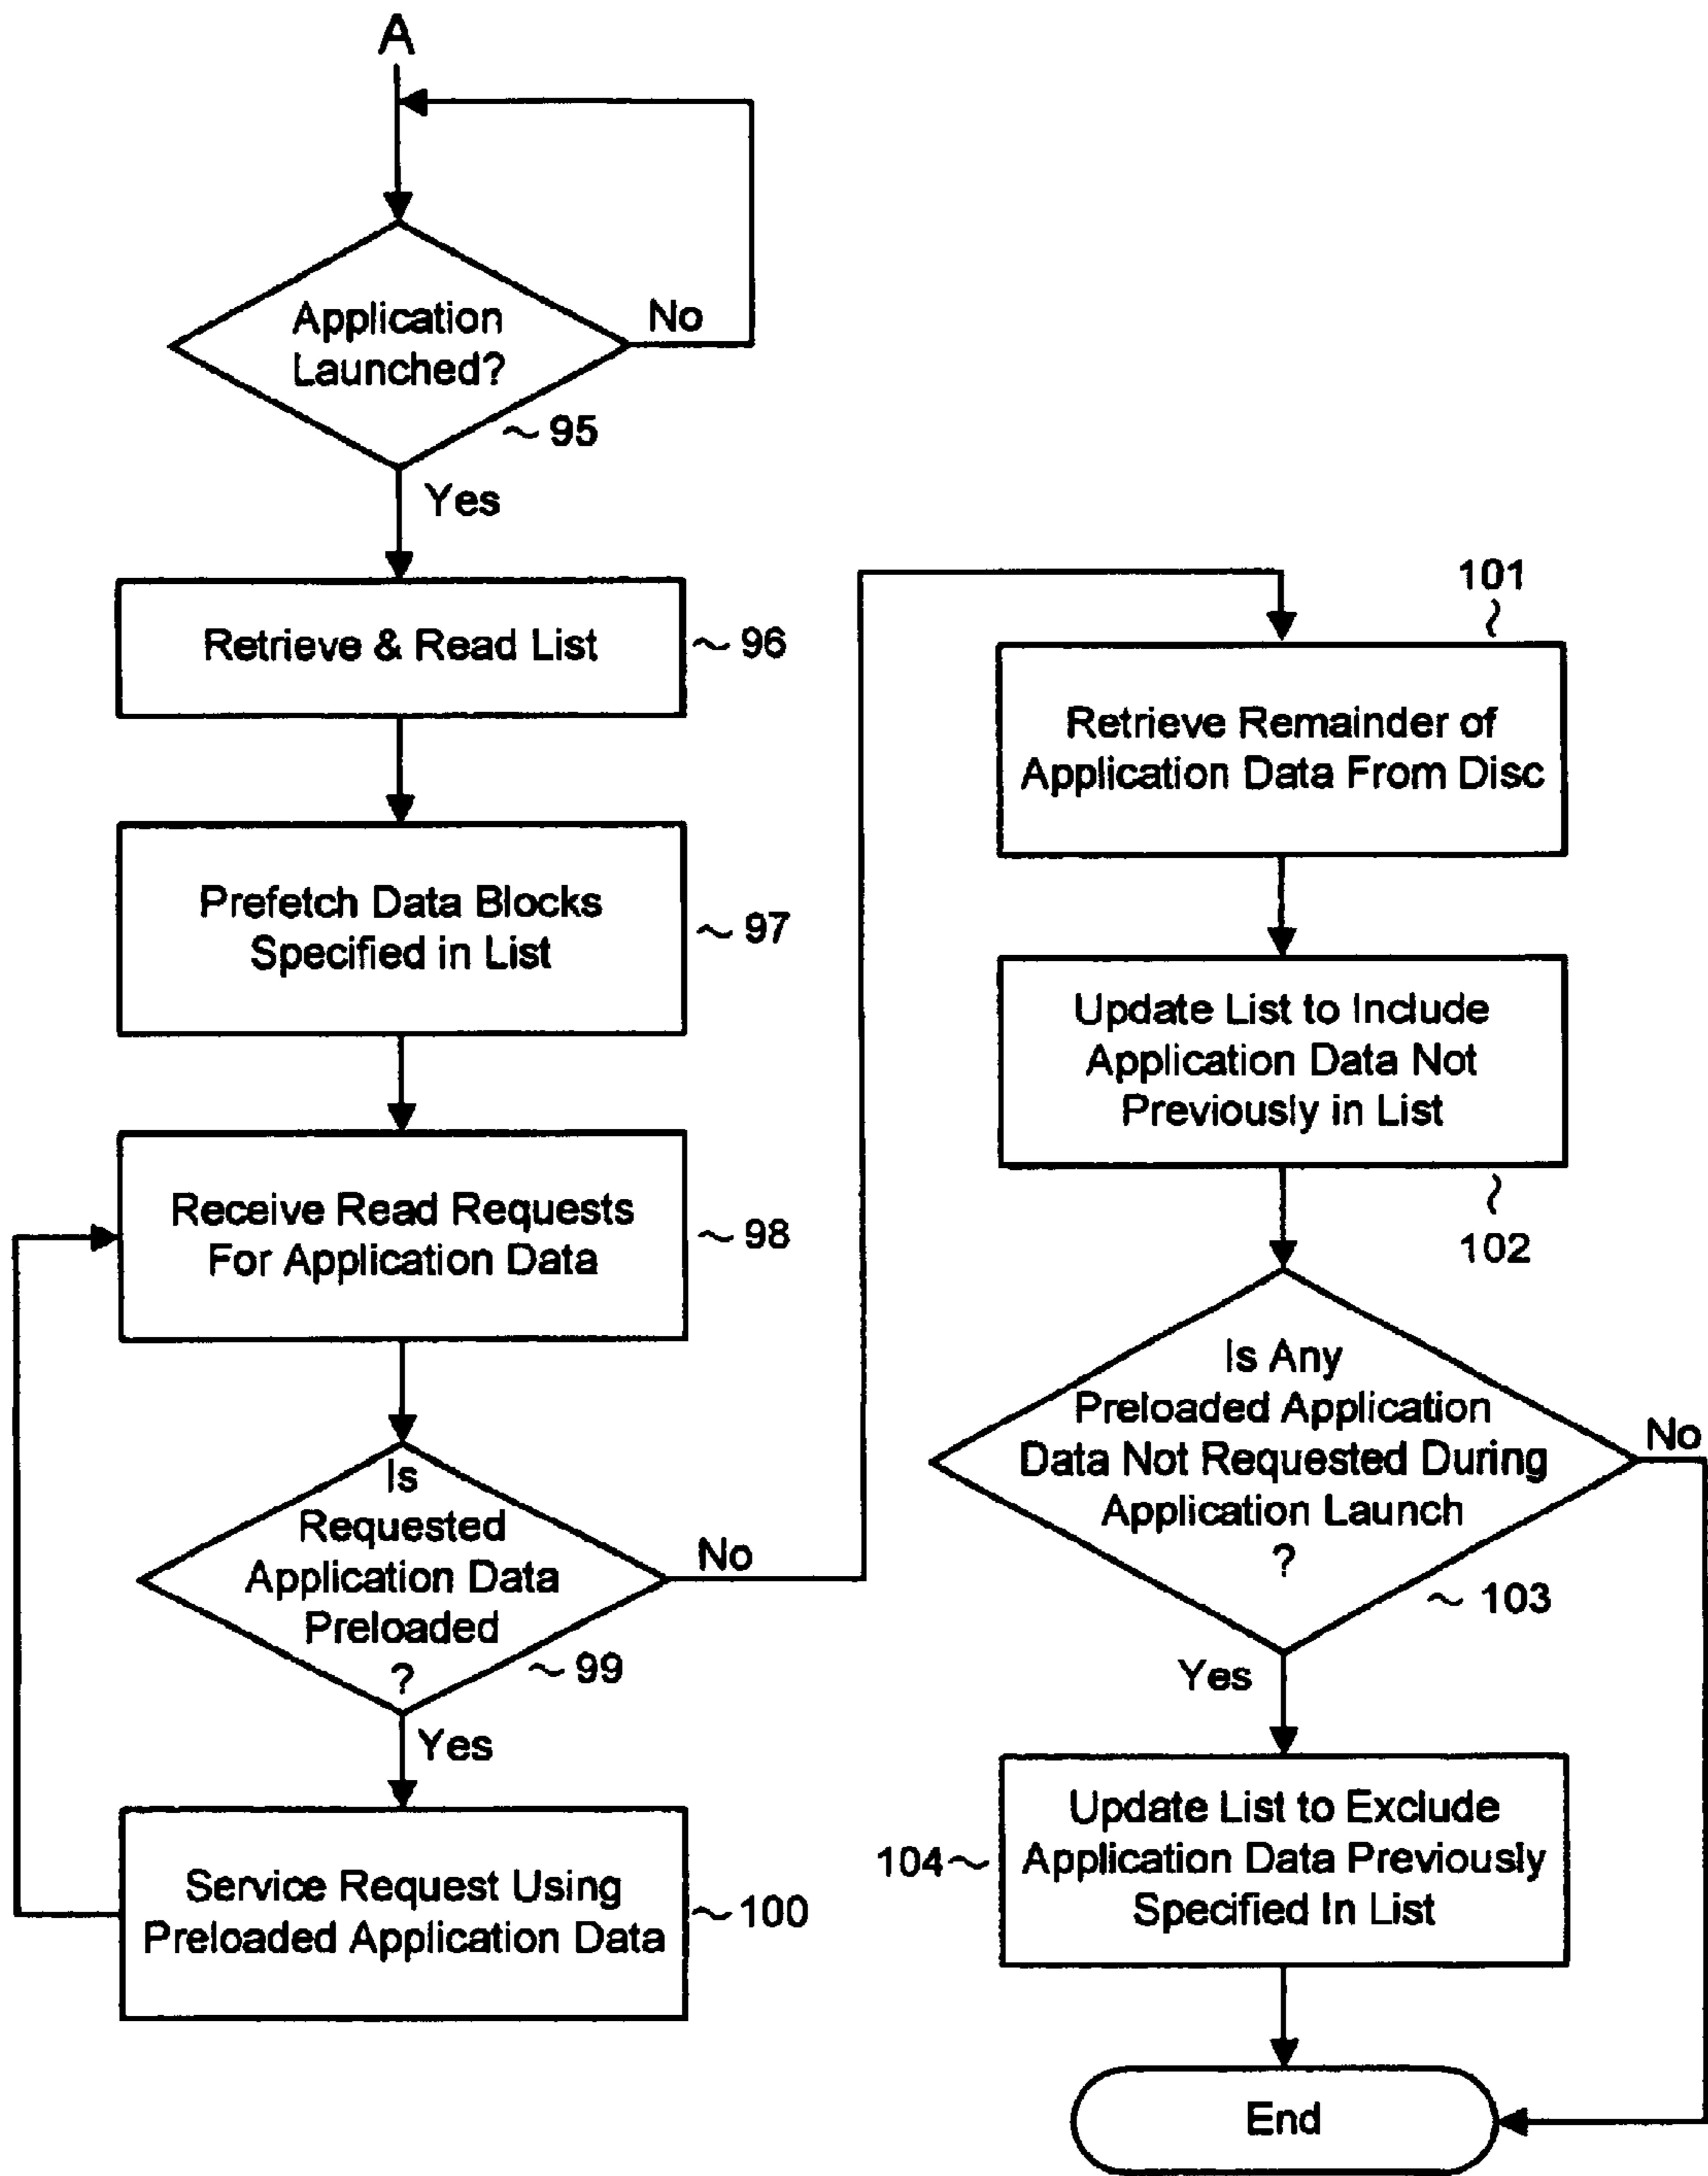 A
Application
Launched?
No
~ 95
Yes
Retrieve & Read List
~ 96
Prefetch Data Blocks
Specified in List
~ 97
Receive Read Requests
For Application Data
~ 98
Is
Requested
Application Data
Preloaded
?
No
~ 99
Yes
Service Request Using
Preloaded Application Data
~ 100
101
~
Retrieve Remainder of
Application Data From Disc
Update List to Include
Application Data Not
Previously in List
~
102
Is Any
Preloaded Application
Data Not Requested During
Application Launch
?
No
~ 103
Yes
104 ~
Update List to Exclude
Application Data Previously
Specified In List
End